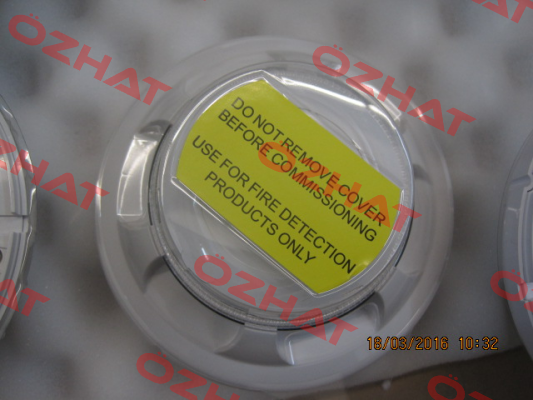 DO NOT REMOVE COVER
BEFORE COMMISSIONING
USE FOR FIRE DETECTION
PRODUCTS ONLY
18/03/2016 10:32
ÖZHAT
ÖZHAT
ÖZHAT
ÖZHAT
ÖZHAT
ÖZHAT
ÖZHAT
ÖZHAT